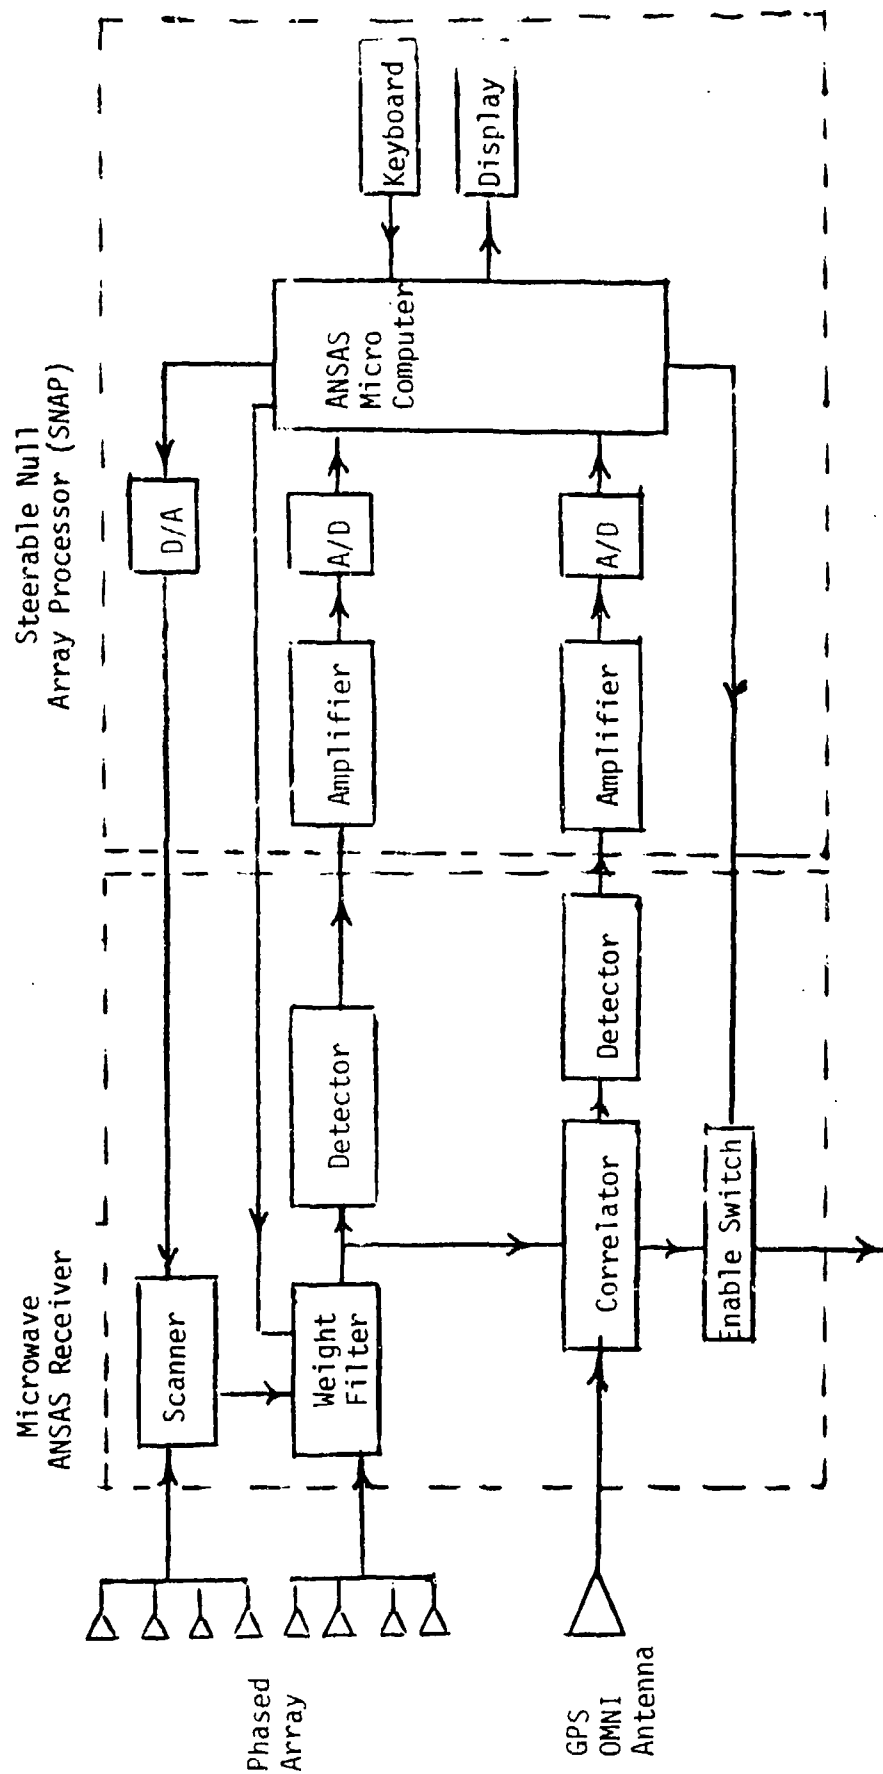 Steerable Null
Array Processor (SNAP)
Microwave
ANSAS Receiver
Phased
Array
GPS
OMNI
Antenna
Scanner
D/A
Weight
Filter
Detector
Amplifier
A/D
ANSAS
Micro
Computer
Keyboard
Display
Correlator
Detector
Amplifier
A/D
Enable Switch